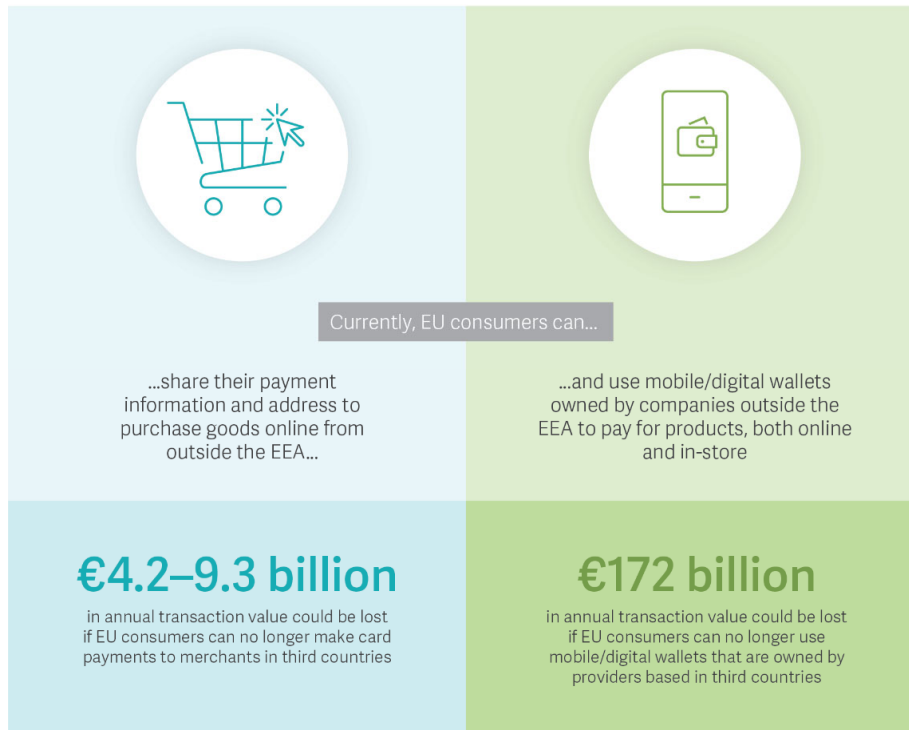 Currently, EU consumers can...
...share their payment
information and address to
purchase goods online from
outside the EEA...
...and use mobile/digital wallets
owned by companies outside the
EEA to pay for products, both online
and in-store
€4.2–9.3 billion
in annual transaction value could be lost
if EU consumers can no longer make card
payments to merchants in third countries
€172 billion
in annual transaction value could be lost
if EU consumers can no longer use
mobile/digital wallets that are owned by
providers based in third countries